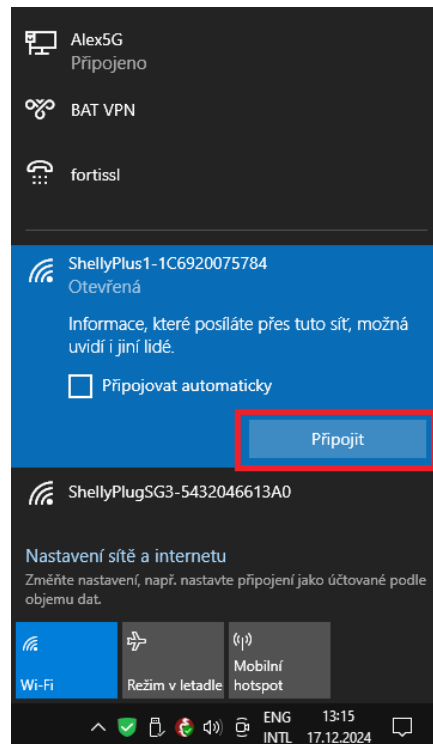 Alex5G
Připojeno
BAT VPN
fortissl
ShellyPlus1-1C6920075784
Otevřená
Informace, které posíláte přes tuto síť, možná
uvidí i jiní lidé.
Připojovat automaticky
Připojit
ShellyPlugSG3-5432046613A0
Nastavení sítě a internetu
Změňte nastavení, např. nastavte připojení jako účtované podle
objemu dat.
Wi-Fi
Režim v letadle
Mobilní
hotspot
ENG 13:15
INTL 17.12.2024